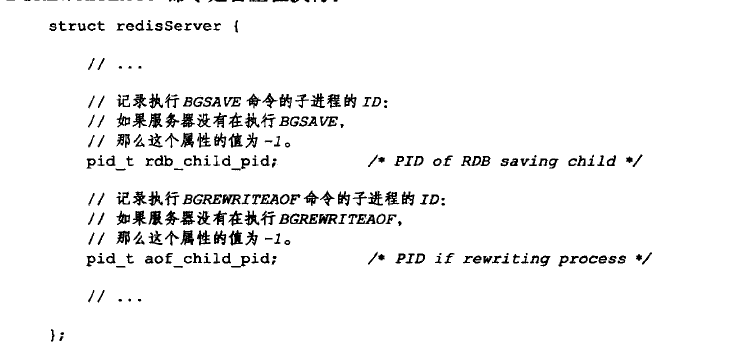 struct redisServer {
// ...
// 记录执行 BGSAVE 命令的子进程的 ID:
// 如果服务器没有在执行 BGSAVE,
// 那么这个属性的值为 -1。
pid_t rdb_child_pid; /* PID of RDB saving child */
// 记录执行 BGREWRITEAOF 命令的子进程的 ID:
// 如果服务器没有在执行 BGREWRITEAOF,
// 那么这个属性的值为 -1。
pid_t aof_child_pid; /* PID if rewriting process */
// ...
};